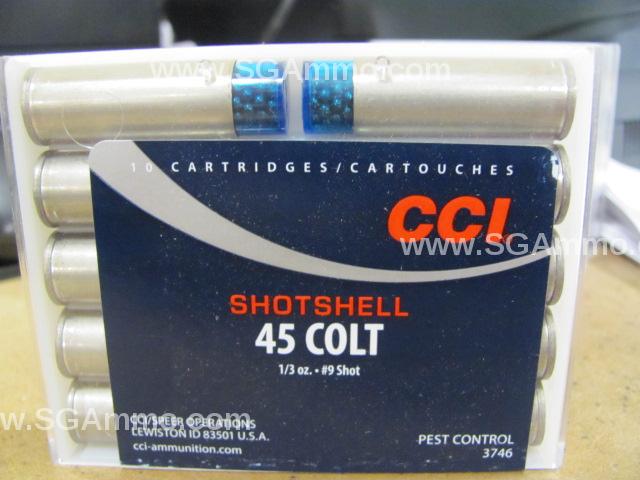 www.SGAmmo.com
10 CARTRIDGES/CARTOUCHES
CCI
www.SGAmmo.
SHOTSHELL
45 COLT
1/3 oz. • #9 Shot
w.SGAmmo.com
CCI/SPEER OPERATIONS
LEWISTON ID 83501 U.S.A.
cci-ammunition.com
PEST CONTROL
3746